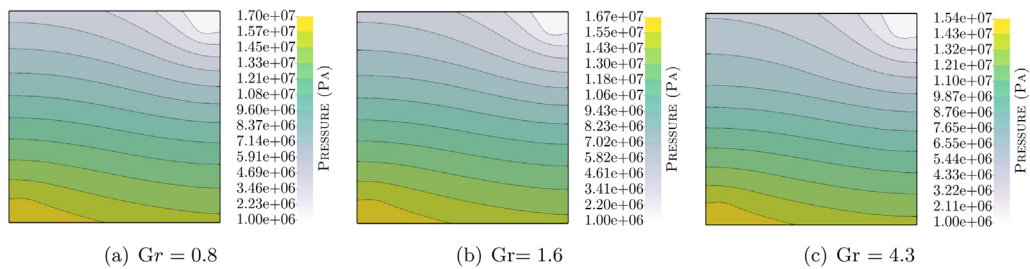 1.70e+07
1.57e+07
1.45e+07
1.33e+07
1.21e+07
1.08e+07
9.60e+06
8.37e+06
7.14e+06
5.91e+06
4.69e+06
3.46e+06
2.23e+06
1.00e+06
Pressure (Pa)
(a) Gr = 0.8
1.67e+07
1.55e+07
1.43e+07
1.30e+07
1.18e+07
1.06e+07
9.43e+06
8.23e+06
7.02e+06
5.82e+06
4.61e+06
3.41e+06
2.20e+06
1.00e+06
Pressure (Pa)
(b) Gr= 1.6
1.54e+07
1.43e+07
1.32e+07
1.21e+07
1.10e+07
9.87e+06
8.76e+06
7.65e+06
6.55e+06
5.44e+06
4.33e+06
3.22e+06
2.11e+06
1.00e+06
Pressure (Pa)
(c) Gr = 4.3